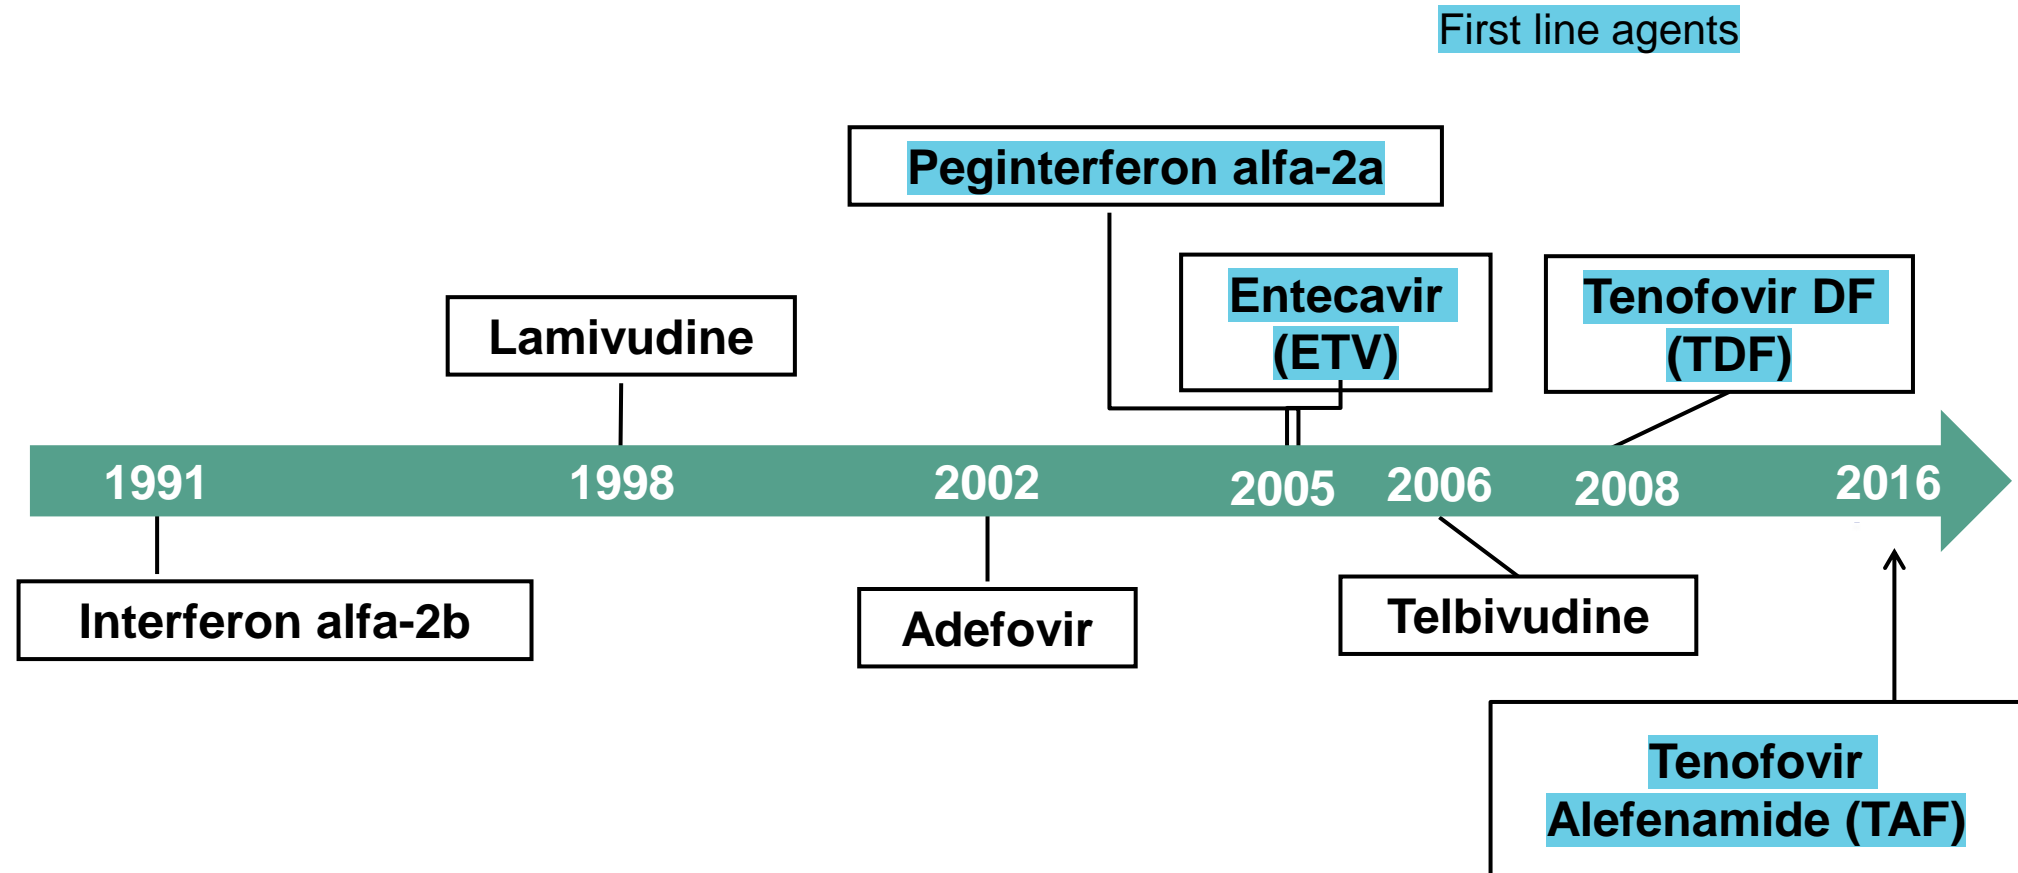 First line agents
Peginterferon alfa-2a
Entecavir
(ETV)
Tenofovir DF
(TDF)
Lamivudine
1991
1998
2002
2005
2006
2008
2016
Interferon alfa-2b
Adefovir
Telbivudine
Tenofovir
Alefenamide (TAF)